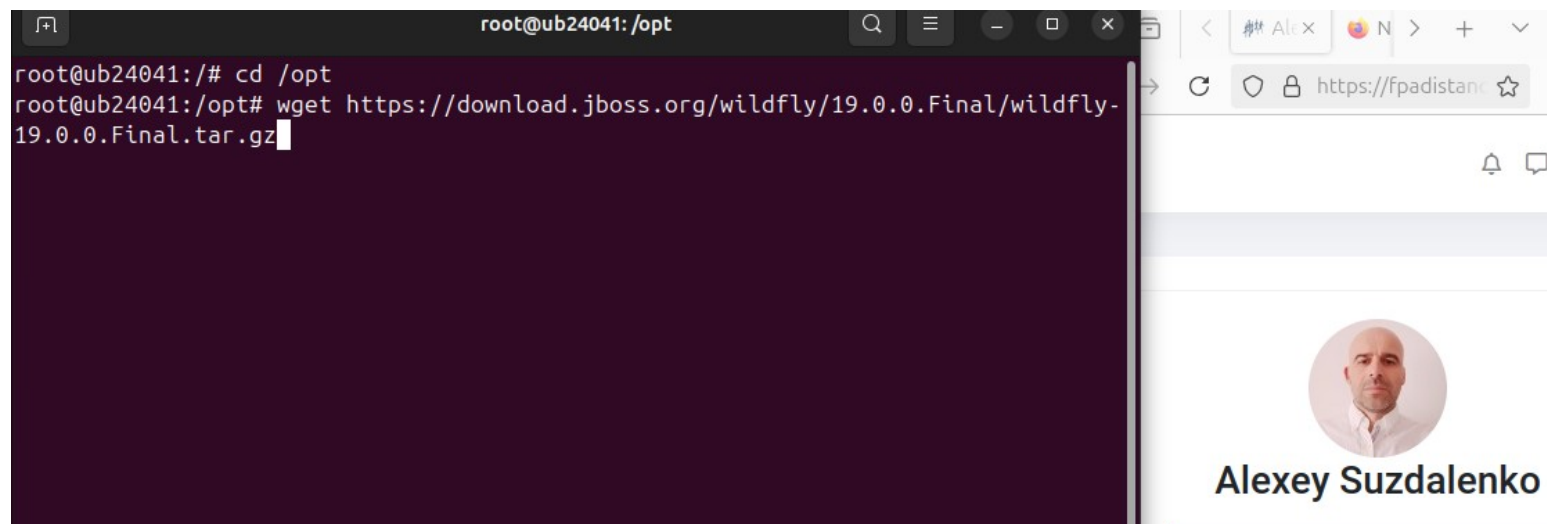 root@ub24041: /opt
root@ub24041:/# cd /opt
root@ub24041:/opt# wget https://download.jboss.org/wildfly/19.0.0.Final/wildfly-
19.0.0.Final.tar.gz
Ale
N
https://fpadistanc
Alexey Suzdalenko